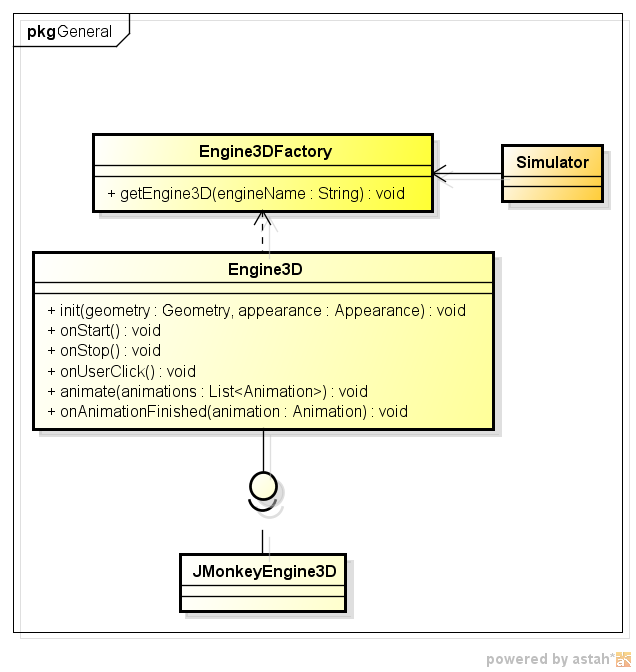 pkg General
Engine3DFactory
+ getEngine3D(engineName : String) : void
Simulator
Engine3D
+ init(geometry : Geometry, appearance : Appearance) : void
+ onStart() : void
+ onStop() : void
+ onUserClick() : void
+ animate(animations : List<Animation>) : void
+ onAnimationFinished(animation : Animation) : void
JMonkeyEngine3D
powered by astah*